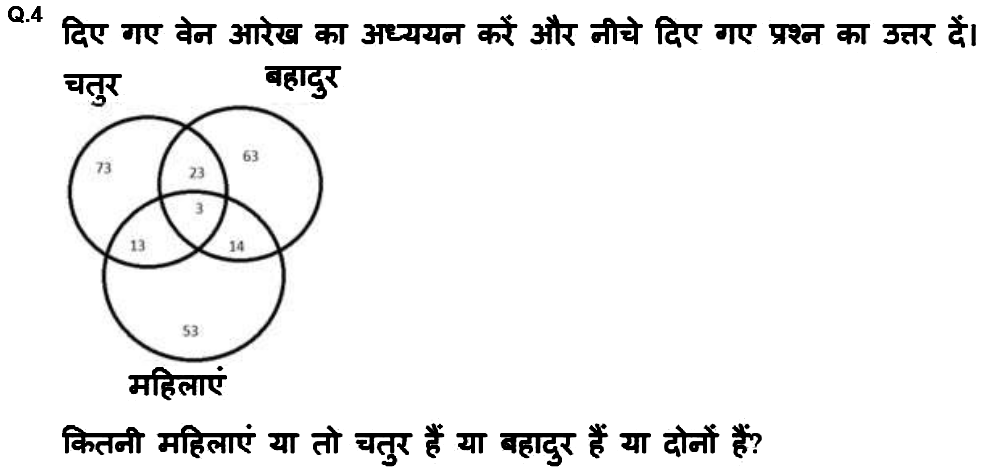 Q.4
दिए गए वेन आरेख का अध्ययन करें और नीचे दिए गए प्रश्न का उत्तर दें।
चतुर
बहादुर
73
23
63
3
13
14
53
महिलाएं
कितनी महिलाएं या तो चतुर हैं या बहादुर हैं या दोनों हैं?